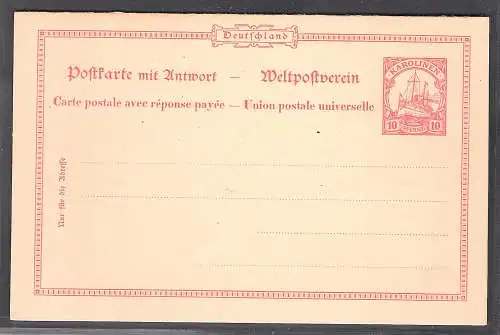 Deutschland
Postkarte mit Antwort — Weltpostverein
Carte postale avec réponse payée — Union postale universelle
KAROLINEN
10 PFENNIG 10
Nur für die Adresse